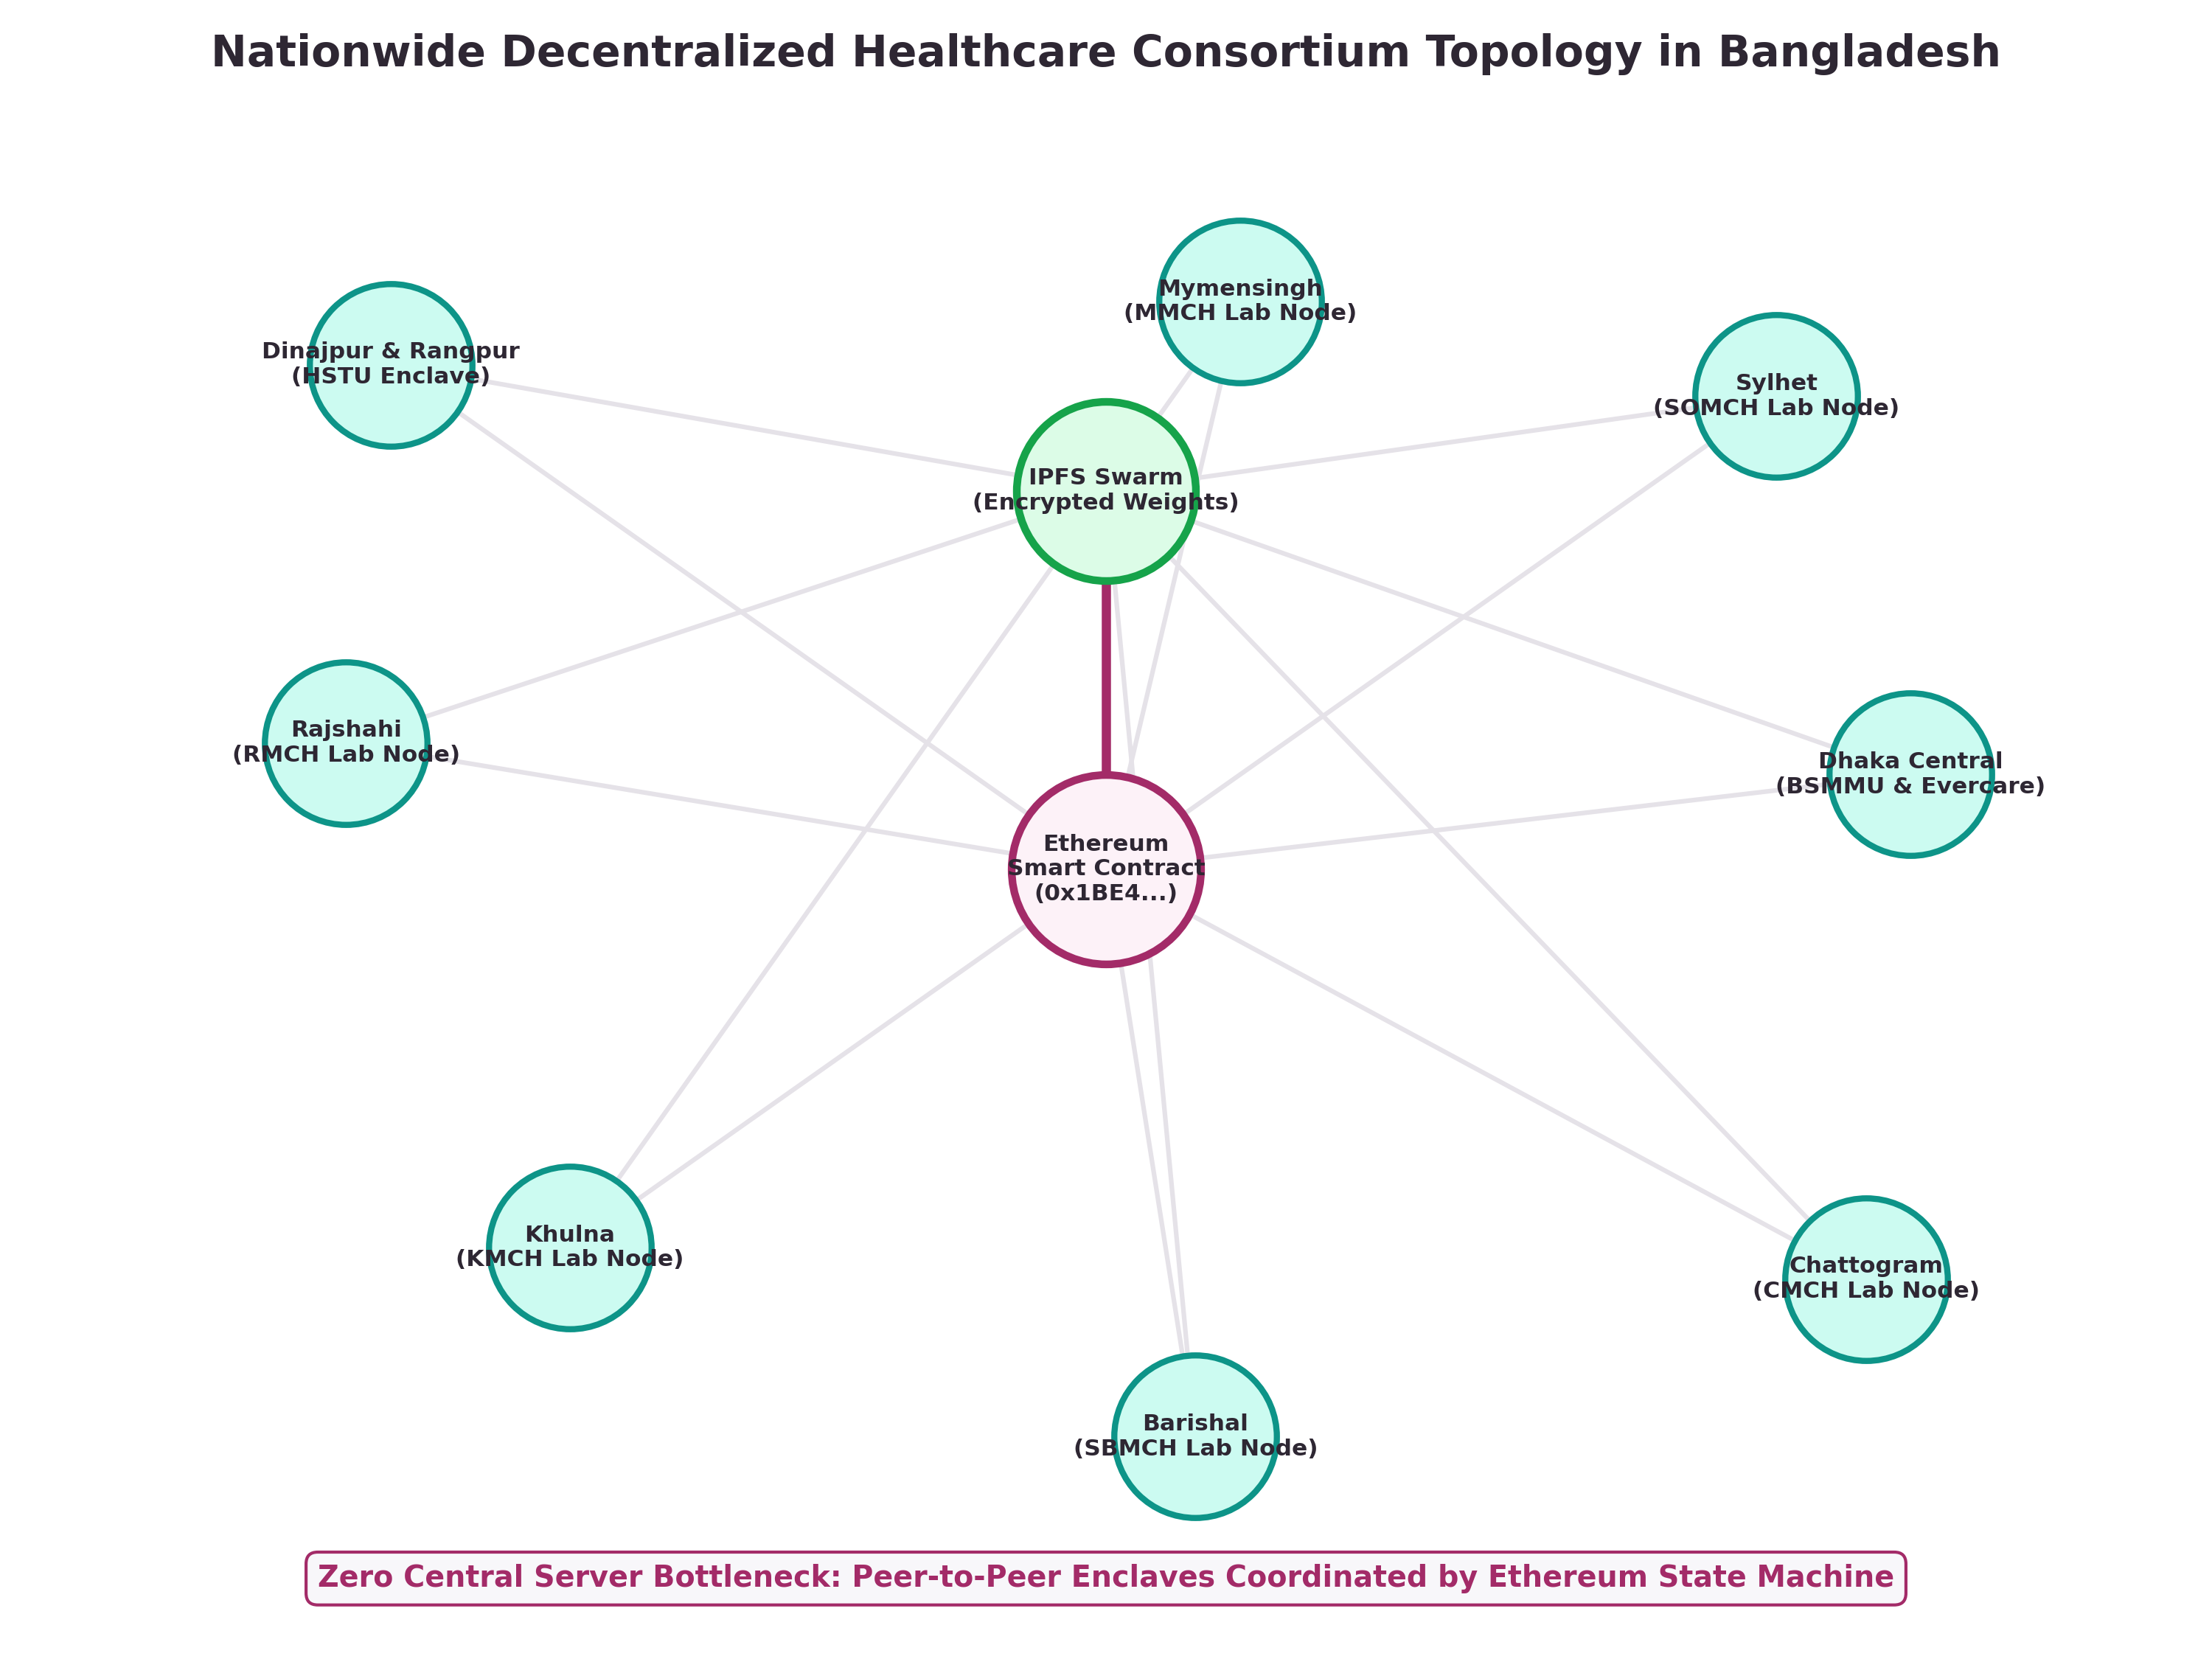 Nationwide Decentralized Healthcare Consortium Topology in Bangladesh
Mymensingh
(MMCH Lab Node)
Dinajpur & Rangpur
(HSTU Enclave)
Sylhet
(SOMCH Lab Node)
IPFS Swarm
(Encrypted Weights)
Rajshahi
(RMCH Lab Node)
Dhaka Central
(BSMMU & Evercare)
Ethereum
Smart Contract
(0x1BE4...)
Khulna
(KMCH Lab Node)
Chattogram
(CMCH Lab Node)
Barishal
(SBMCH Lab Node)
Zero Central Server Bottleneck: Peer-to-Peer Enclaves Coordinated by Ethereum State Machine